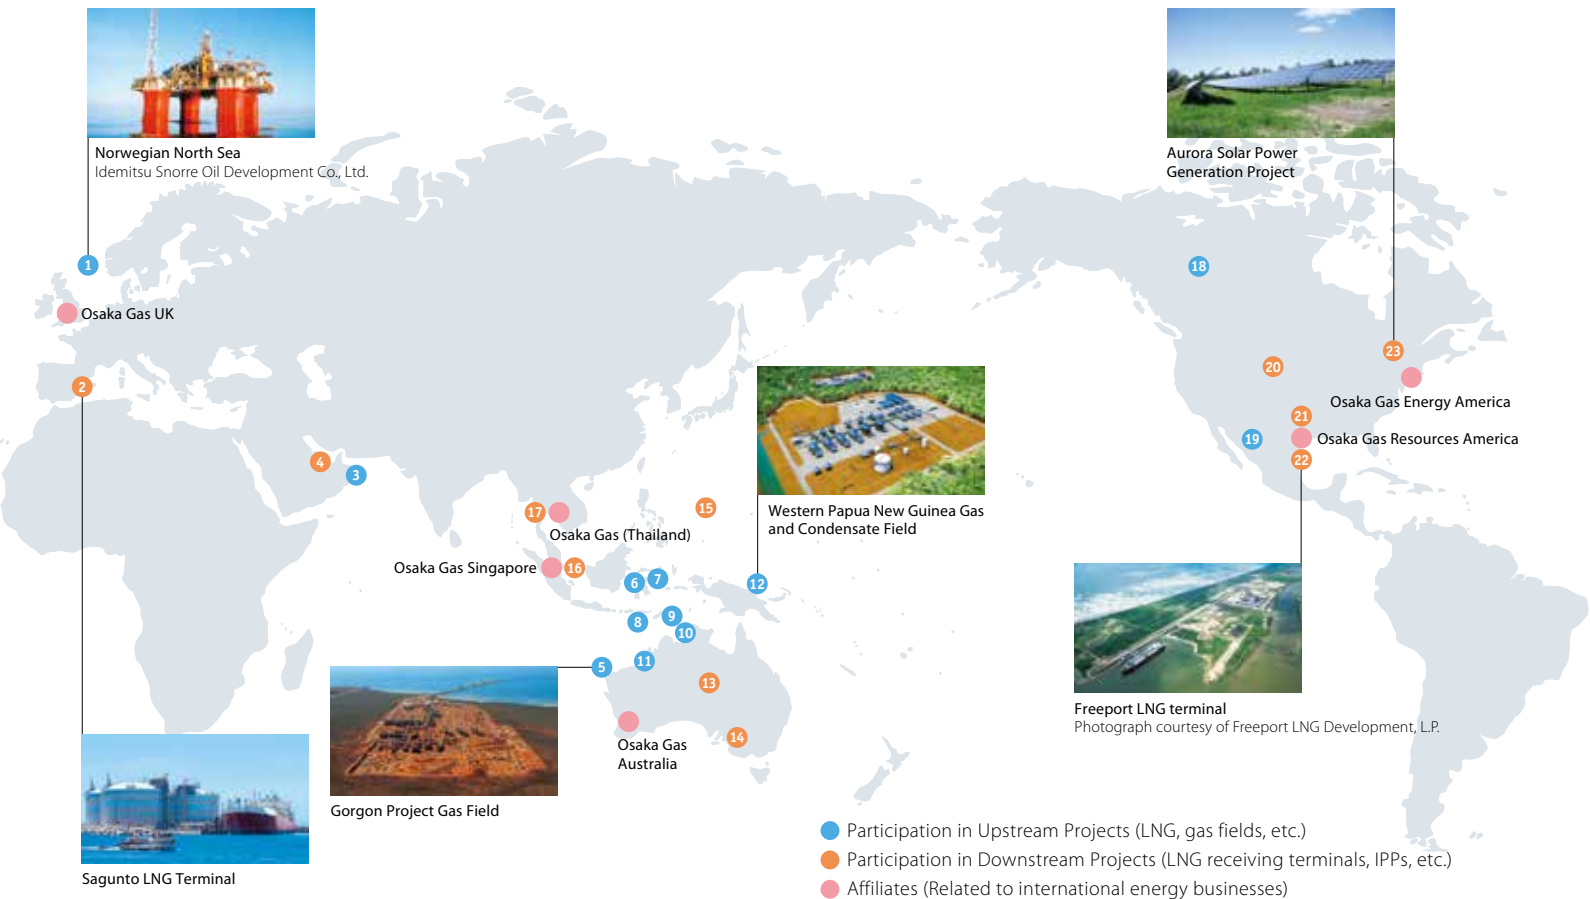 Norwegian North Sea
Idemitsu Snorre Oil Development Co., Ltd.
Aurora Solar Power
Generation Project
1
18
Osaka Gas UK
23
20
2
Osaka Gas Energy America
21
19
Osaka Gas Resources America
22
4
3
17
15
Western Papua New Guinea Gas
and Condensate Field
Osaka Gas (Thailand)
Osaka Gas Singapore
16
6
7
12
8
9
10
11
5
13
Freeport LNG terminal
Photograph courtesy of Freeport LNG Development, L.P.
14
Osaka Gas
Australia
Gorgon Project Gas Field
Sagunto LNG Terminal
Participation in Upstream Projects (LNG, gas fields, etc.)
Participation in Downstream Projects (LNG receiving terminals, IPPs, etc.)
Affiliates (Related to international energy businesses)